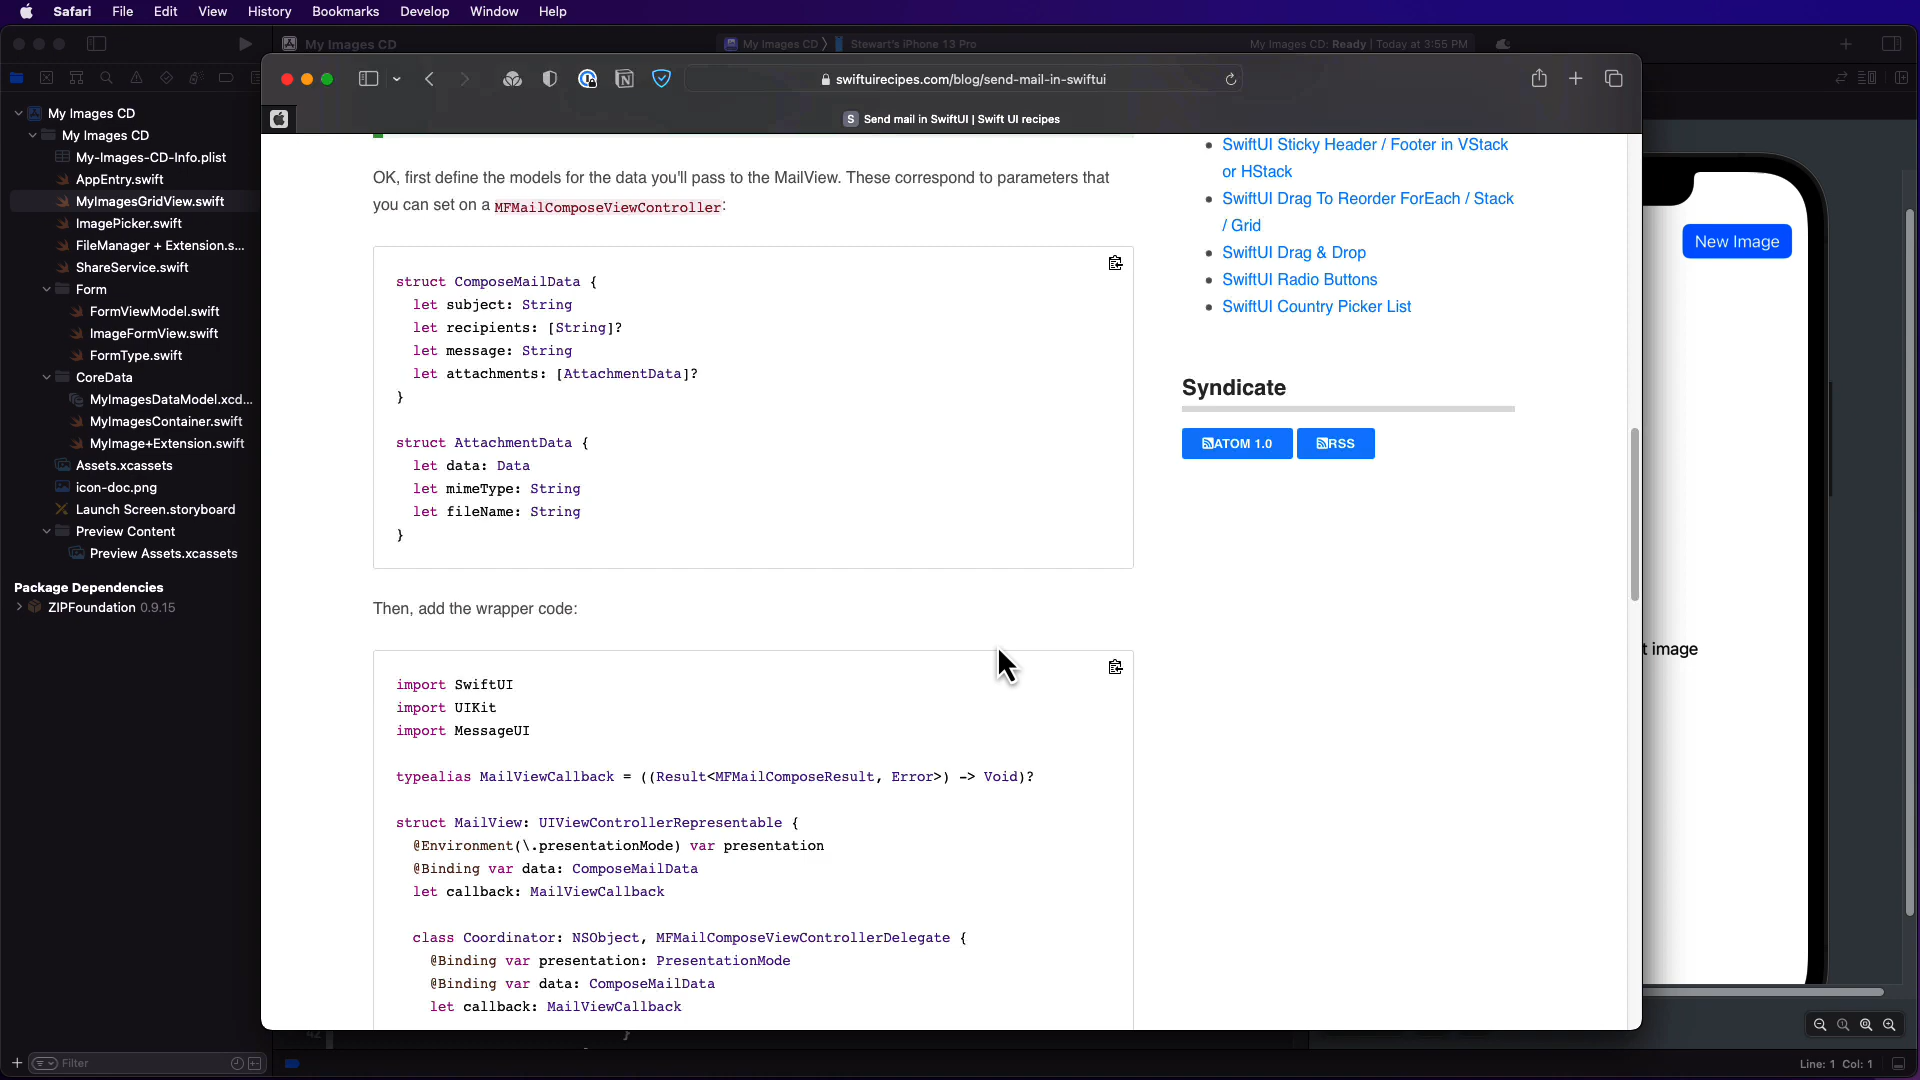 Safari File Edit View History Bookmarks Develop Window Help
My Images CD
My Images CD
Stewart's iPhone 13 Pro
My Images CD: Ready | Today at 3:55 PM
swiftuirecipes.com/blog/send-mail-in-swiftui
S Send mail in SwiftUI | Swift UI recipes
My Images CD
My Images CD
My-Images-CD-Info.plist
AppEntry.swift
MyImagesGridView.swift
ImagePicker.swift
FileManager + Extension.s...
ShareService.swift
Form
FormViewModel.swift
ImageFormView.swift
FormType.swift
CoreData
MyImagesDataModel.xcd...
MyImagesContainer.swift
MyImage+Extension.swift
Assets.xcassets
icon-doc.png
Launch Screen.storyboard
Preview Content
Preview Assets.xcassets
Package Dependencies
ZIPFoundation 0.9.15
Filter
OK, first define the models for the data you'll pass to the MailView. These correspond to parameters that
you can set on a MFMailComposeViewController:
struct ComposeMailData {
let subject: String
let recipients: [String]?
let message: String
let attachments: [AttachmentData]?
}
struct AttachmentData {
let data: Data
let mimeType: String
let fileName: String
}
Then, add the wrapper code:
import SwiftUI
import UIKit
import MessageUI
typealias MailViewCallback = ((Result<MFMailComposeResult, Error>) -> Void)?
struct MailView: UIViewControllerRepresentable {
@Environment(\.presentationMode) var presentation
@Binding var data: ComposeMailData
let callback: MailViewCallback
class Coordinator: NSObject, MFMailComposeViewControllerDelegate {
@Binding var presentation: PresentationMode
@Binding var data: ComposeMailData
let callback: MailViewCallback
SwiftUI Sticky Header / Footer in VStack
or HStack
SwiftUI Drag To Reorder ForEach / Stack
/ Grid
SwiftUI Drag & Drop
SwiftUI Radio Buttons
SwiftUI Country Picker List
Syndicate
ATOM 1.0
RSS
New Image
t image
42 }
Line: 1 Col: 1